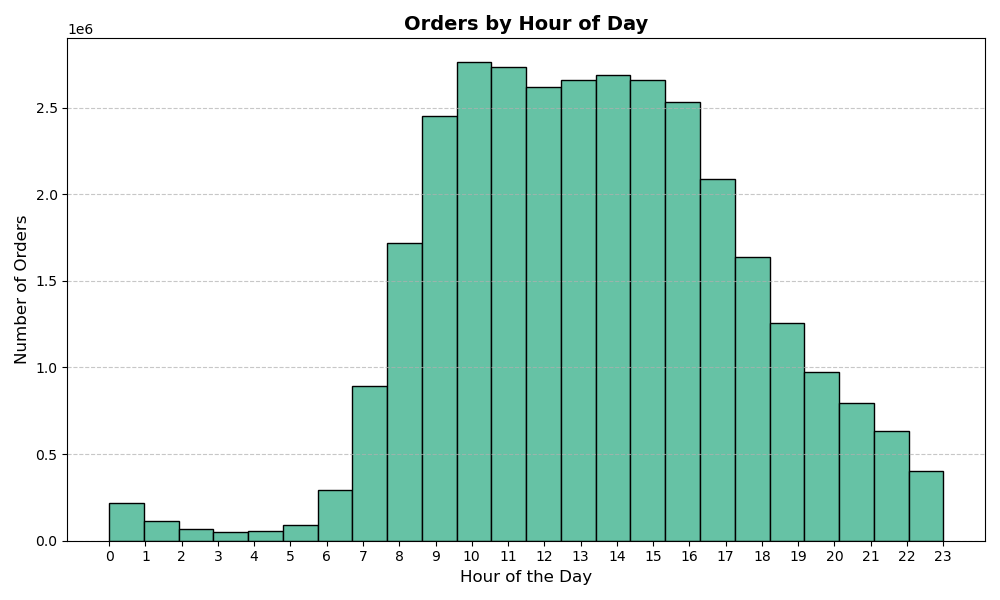 Orders by Hour of Day
1e6
2.5
2.0
1.5
1.0
0.5
0.0
Number of Orders
0 1 2 3 4 5 6 7 8 9 10 11 12 13 14 15 16 17 18 19 20 21 22 23
Hour of the Day